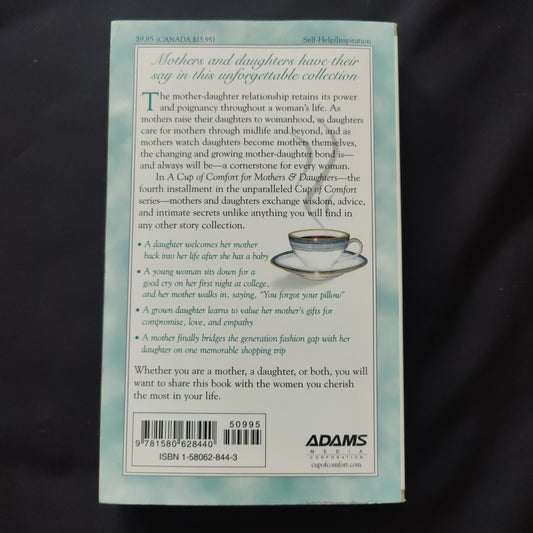 $9.95 (CANADA $15.95) Self-Help/Inspiration
Mothers and daughters have their
say in this unforgettable collection
The mother-daughter relationship retains its power
and poignancy throughout a woman's life. As
mothers raise their daughters to womanhood, as daughters
care for mothers through midlife and beyond, and as
mothers watch daughters become mothers themselves,
the changing and growing mother-daughter bond is—
and always will be—a cornerstone for every woman.
In A Cup of Comfort for Mothers & Daughters—the
fourth installment in the unparalleled Cup of Comfort
series—mothers and daughters exchange wisdom, advice,
and intimate secrets unlike anything you will find in
any other story collection.
• A daughter welcomes her mother
back into her life after she has a baby
• A young woman sits down for a
good cry on her first night at college,
and her mother walks in, saying, "You forgot your pillow"
• A grown daughter learns to value her mother's gifts for
compromise, love, and empathy
• A mother finally bridges the generation fashion gap with her
daughter on one memorable shopping trip
Whether you are a mother, a daughter, or both, you will
want to share this book with the women you cherish
the most in your life.
50995
9 781580 628440
ISBN 1-58062-844-3
ADAMS
MEDIA
CORPORATION
cupofcomfort.com